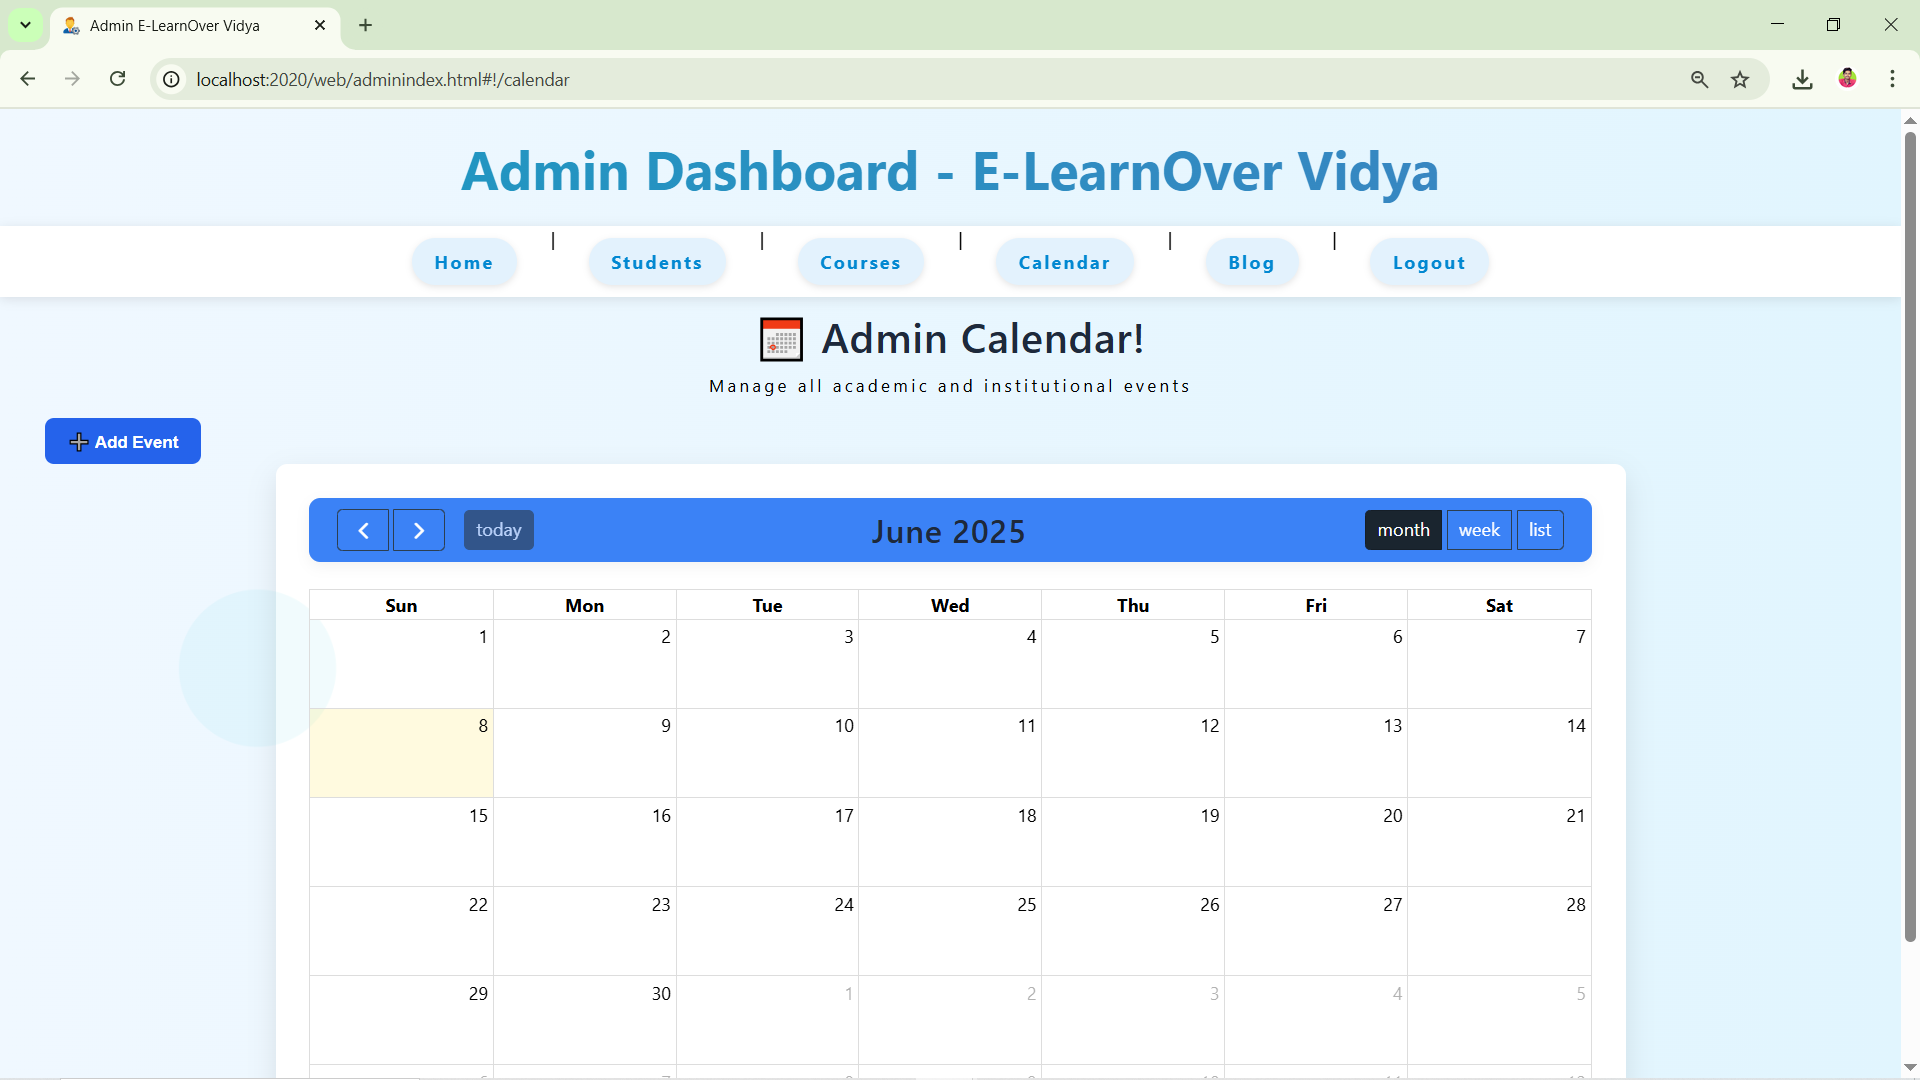 Admin E-LearnOver Vidya
localhost:2020/web/adminindex.html#!/calendar
Admin Dashboard - E-LearnOver Vidya
Home | Students | Courses | Calendar | Blog | Logout
Admin Calendar!
Manage all academic and institutional events
Add Event
today June 2025 month week list
Sun Mon Tue Wed Thu Fri Sat
1 2 3 4 5 6 7
8 9 10 11 12 13 14
15 16 17 18 19 20 21
22 23 24 25 26 27 28
29 30 1 2 3 4 5